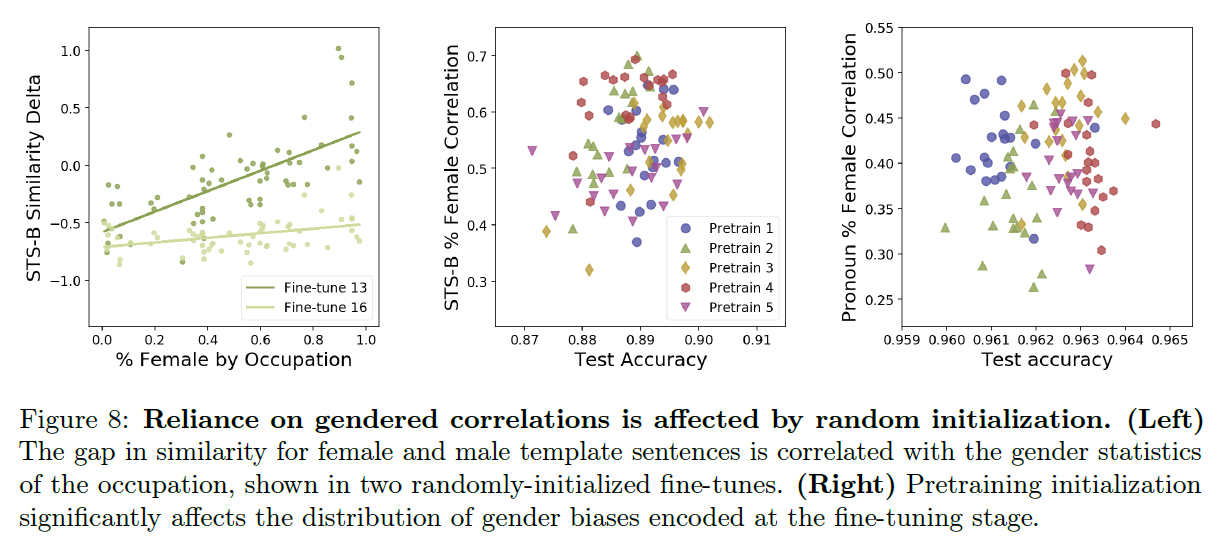 1.0
0.5
0.0
−0.5
−1.0
STS-B Similarity Delta
0.0 0.2 0.4 0.6 0.8 1.0
% Female by Occupation
Fine-tune 13
Fine-tune 16
0.7
0.6
0.5
0.4
0.3
STS-B % Female Correlation
0.87 0.88 0.89 0.90 0.91
Test Accuracy
Pretrain 1
Pretrain 2
Pretrain 3
Pretrain 4
Pretrain 5
0.55
0.50
0.45
0.40
0.35
0.30
0.25
Pronoun % Female Correlation
0.959 0.960 0.961 0.962 0.963 0.964 0.965
Test accuracy
Figure 8: Reliance on gendered correlations is affected by random initialization. (Left)
The gap in similarity for female and male template sentences is correlated with the gender statistics
of the occupation, shown in two randomly-initialized fine-tunes. (Right) Pretraining initialization
significantly affects the distribution of gender biases encoded at the fine-tuning stage.